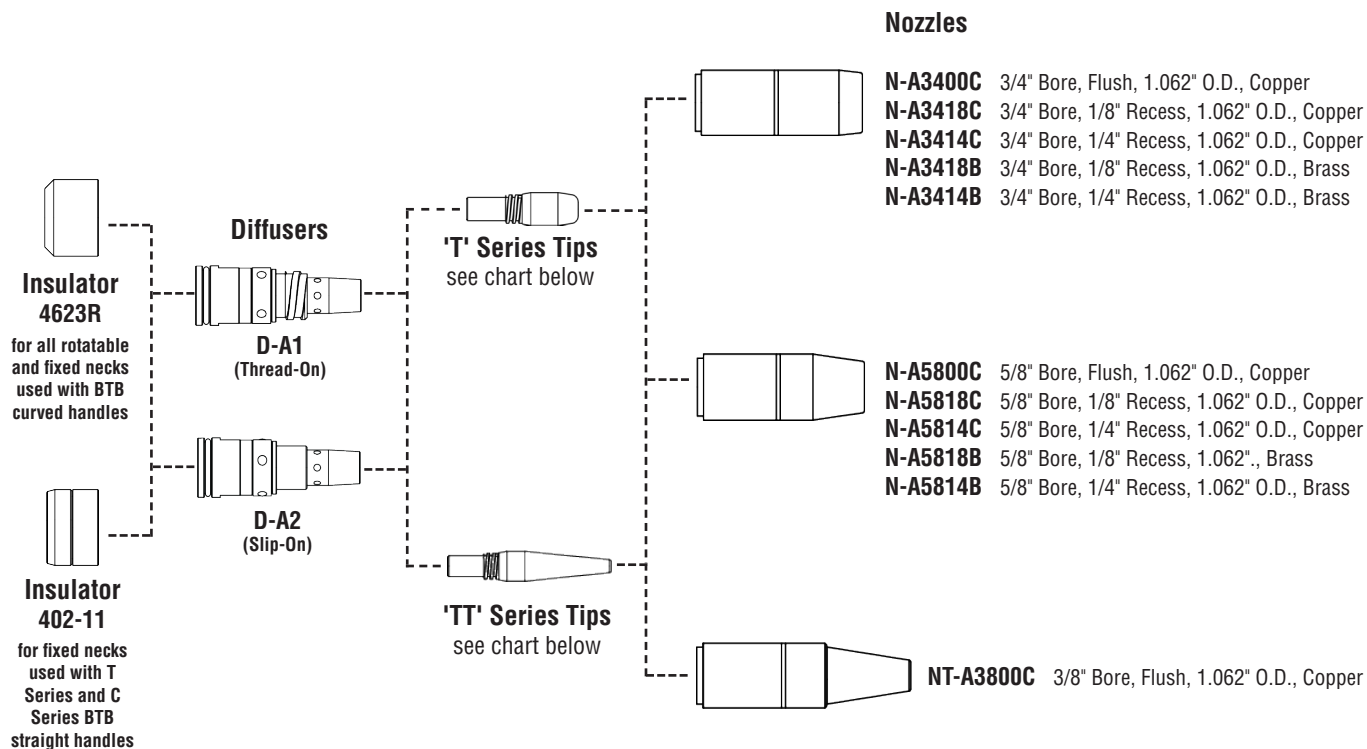 Nozzles
N-A3400C 3/4" Bore, Flush, 1.062" O.D., Copper
N-A3418C 3/4" Bore, 1/8" Recess, 1.062" O.D., Copper
N-A3414C 3/4" Bore, 1/4" Recess, 1.062" O.D., Copper
N-A3418B 3/4" Bore, 1/8" Recess, 1.062" O.D., Brass
N-A3414B 3/4" Bore, 1/4" Recess, 1.062" O.D., Brass
Insulator
4623R
for all rotatable
and fixed necks
used with BTB
curved handles
Diffusers
D-A1
(Thread-On)
'T' Series Tips
see chart below
N-A5800C 5/8" Bore, Flush, 1.062" O.D., Copper
N-A5818C 5/8" Bore, 1/8" Recess, 1.062" O.D., Copper
N-A5814C 5/8" Bore, 1/4" Recess, 1.062" O.D., Copper
N-A5818B 5/8" Bore, 1/8" Recess, 1.062"., Brass
N-A5814B 5/8" Bore, 1/4" Recess, 1.062" O.D., Brass
D-A2
(Slip-On)
Insulator
402-11
for fixed necks
used with T
Series and C
Series BTB
straight handles
'TT' Series Tips
see chart below
NT-A3800C 3/8" Bore, Flush, 1.062" O.D., Copper